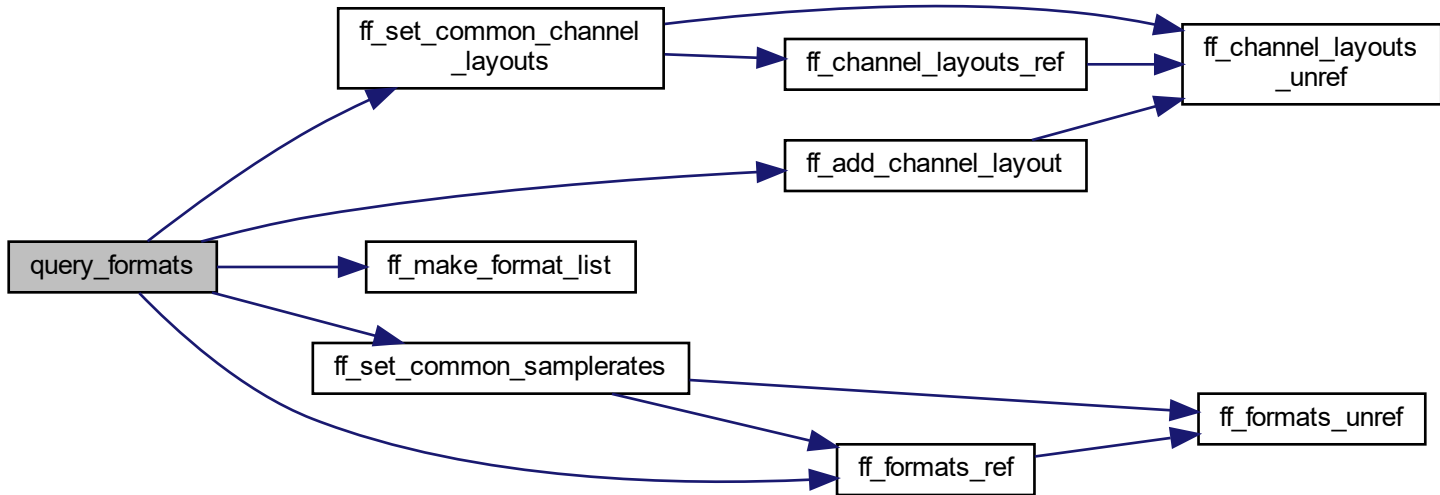 ff_set_common_channel
_layouts
ff_channel_layouts_ref
ff_channel_layouts
_unref
ff_add_channel_layout
query_formats
ff_make_format_list
ff_set_common_samplerates
ff_formats_ref
ff_formats_unref